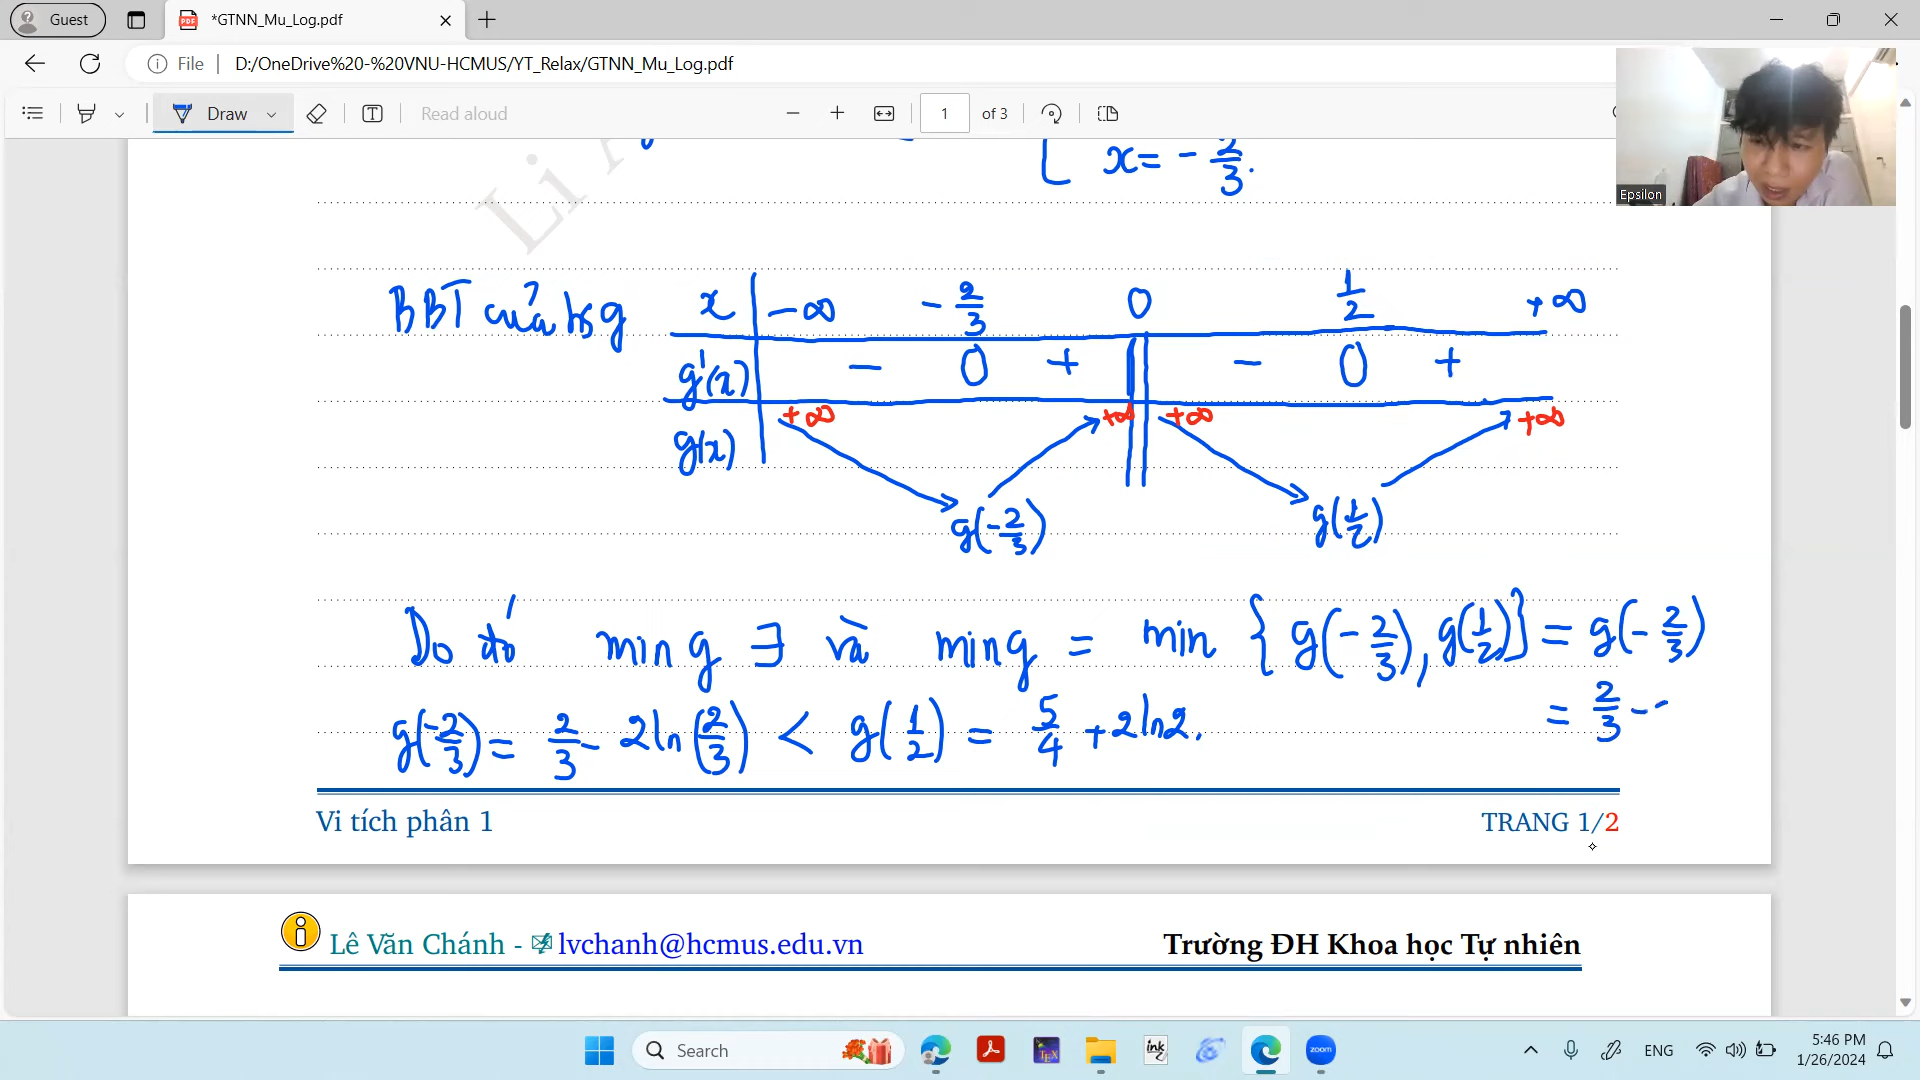 Guest
*GTNN_Mu_Log.pdf
File
D:/OneDrive%20-%20VNU-HCMUS/YT_Relax/GTNN_Mu_Log.pdf
Draw
Read aloud
1 of 3
Epsilon
Li
x = -2/3.
BBT của hs g
x -∞ -2/3 0 1/2 +∞
g'(x) - 0 + - 0 +
g(x) +∞ +∞ +∞ +∞
g(-2/3) g(1/2)
Do đó min g ∃ và min g = min {g(-2/3), g(1/2)} = g(-2/3)
g(-2/3) = 2/3 - 2ln(2/3) < g(1/2) = 5/4 + 2ln2. = 2/3 -
Vi tích phân 1
TRANG 1/2
Lê Văn Chánh - lvchanh@hcmus.edu.vn
Trường ĐH Khoa học Tự nhiên
Search
ink
TEX
zoom
ENG
5:46 PM
1/26/2024